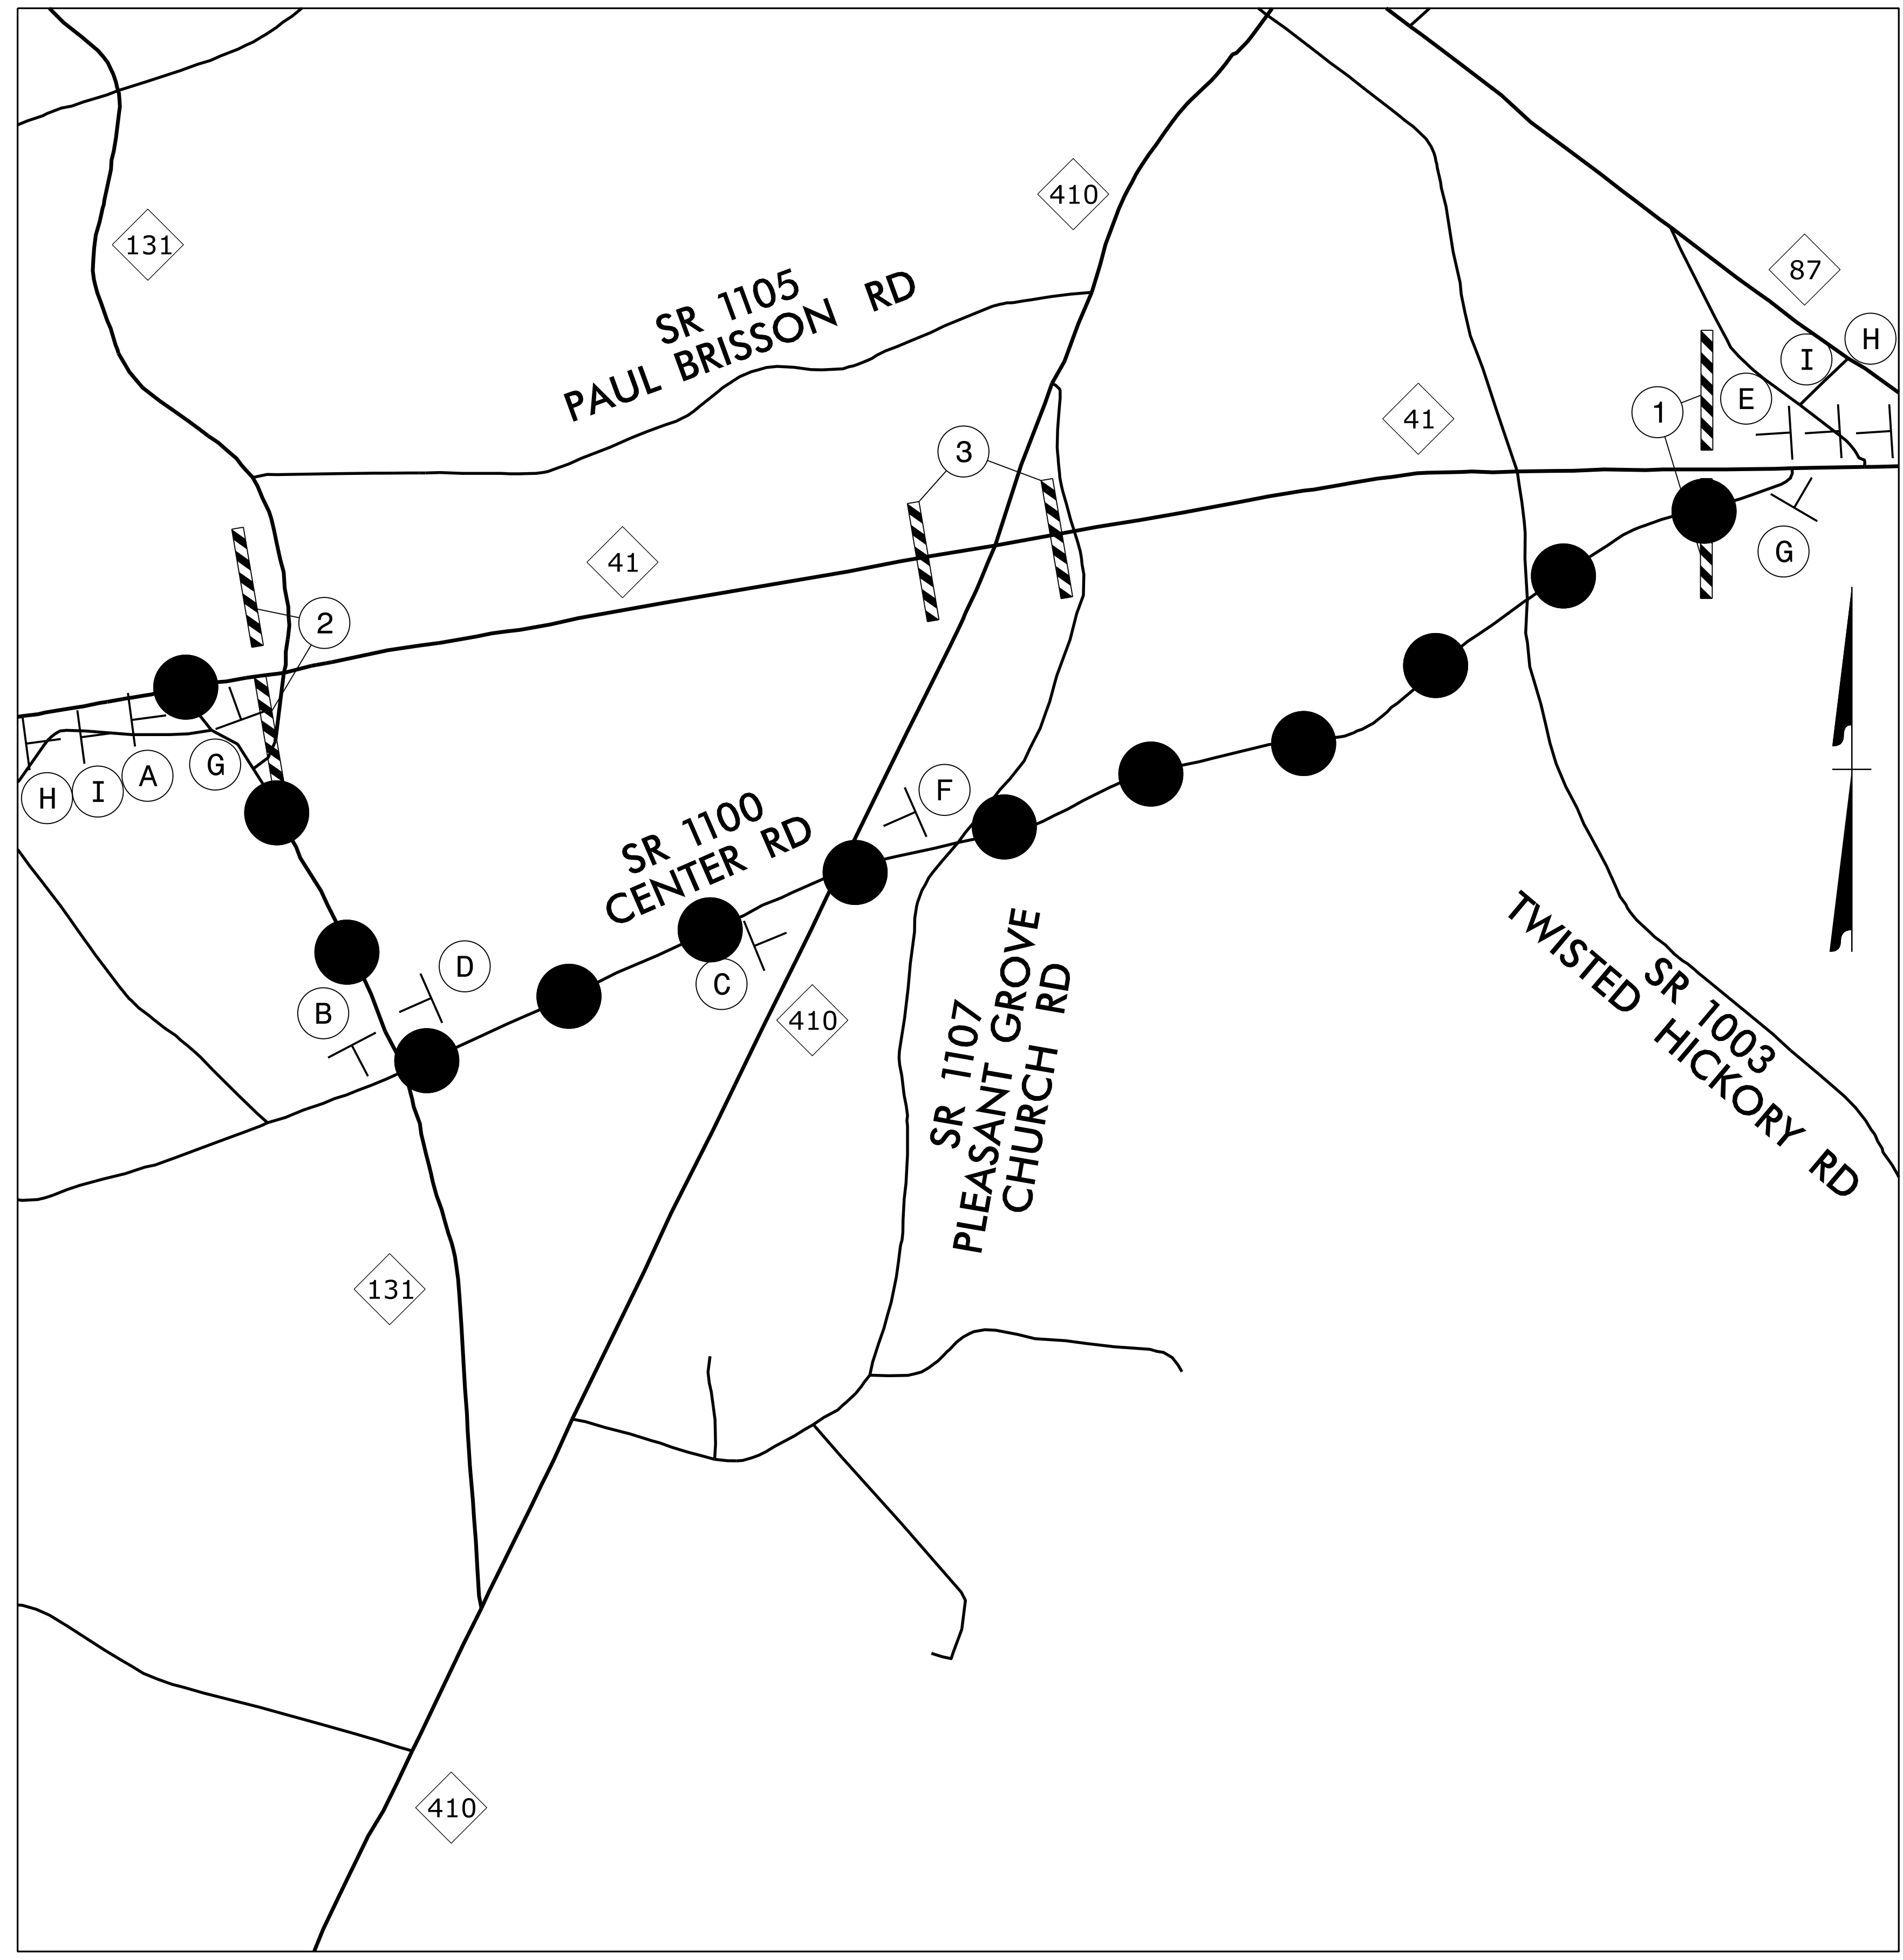 410
131
87
SR 1105
PAUL BRISSON RD
H
I
E
1
41
3
41
G
2
G
A
I
H
F
SR 1100
CENTER RD
D
C
B
410
SR 1107
PLEASANT GROVE
CHURCH RD
SR 1003
TWISTED HICKORY RD
131
410